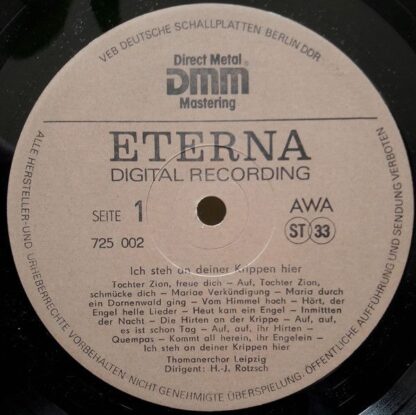 VEB DEUTSCHE SCHALLPLATTEN BERLIN DDR
Direct Metal
DMM®
Mastering
ETERNA
DIGITAL RECORDING
SEITE 1
AWA
725 002
ST 33
Ich steh an deiner Krippen hier
Tochter Zion, freue dich – Auf, Tochter Zion,
schmücke dich – Mariae Verkündigung – Maria durch
ein Dornenwald ging – Vom Himmel hoch – Hört, der
Engel helle Lieder – Heut kam ein Engel – Inmitten
der Nacht – Die Hirten an der Krippe – Auf, auf,
es ist schon Tag – Auf, auf, ihr Hirten –
Quempas – Kommt all herein, ihr Engelein –
Ich steh an deiner Krippen hier
Thomanerchor Leipzig
Dirigent: H.-J. Rotzsch
ALLE HERSTELLER-UND URHEBERRECHTE VORBEHALTEN NICHT GENEHMIGTE ÜBERSPIELUNG, ÖFFENTLICHE AUFFÜHRUNG UND SENDUNG VERBOTEN